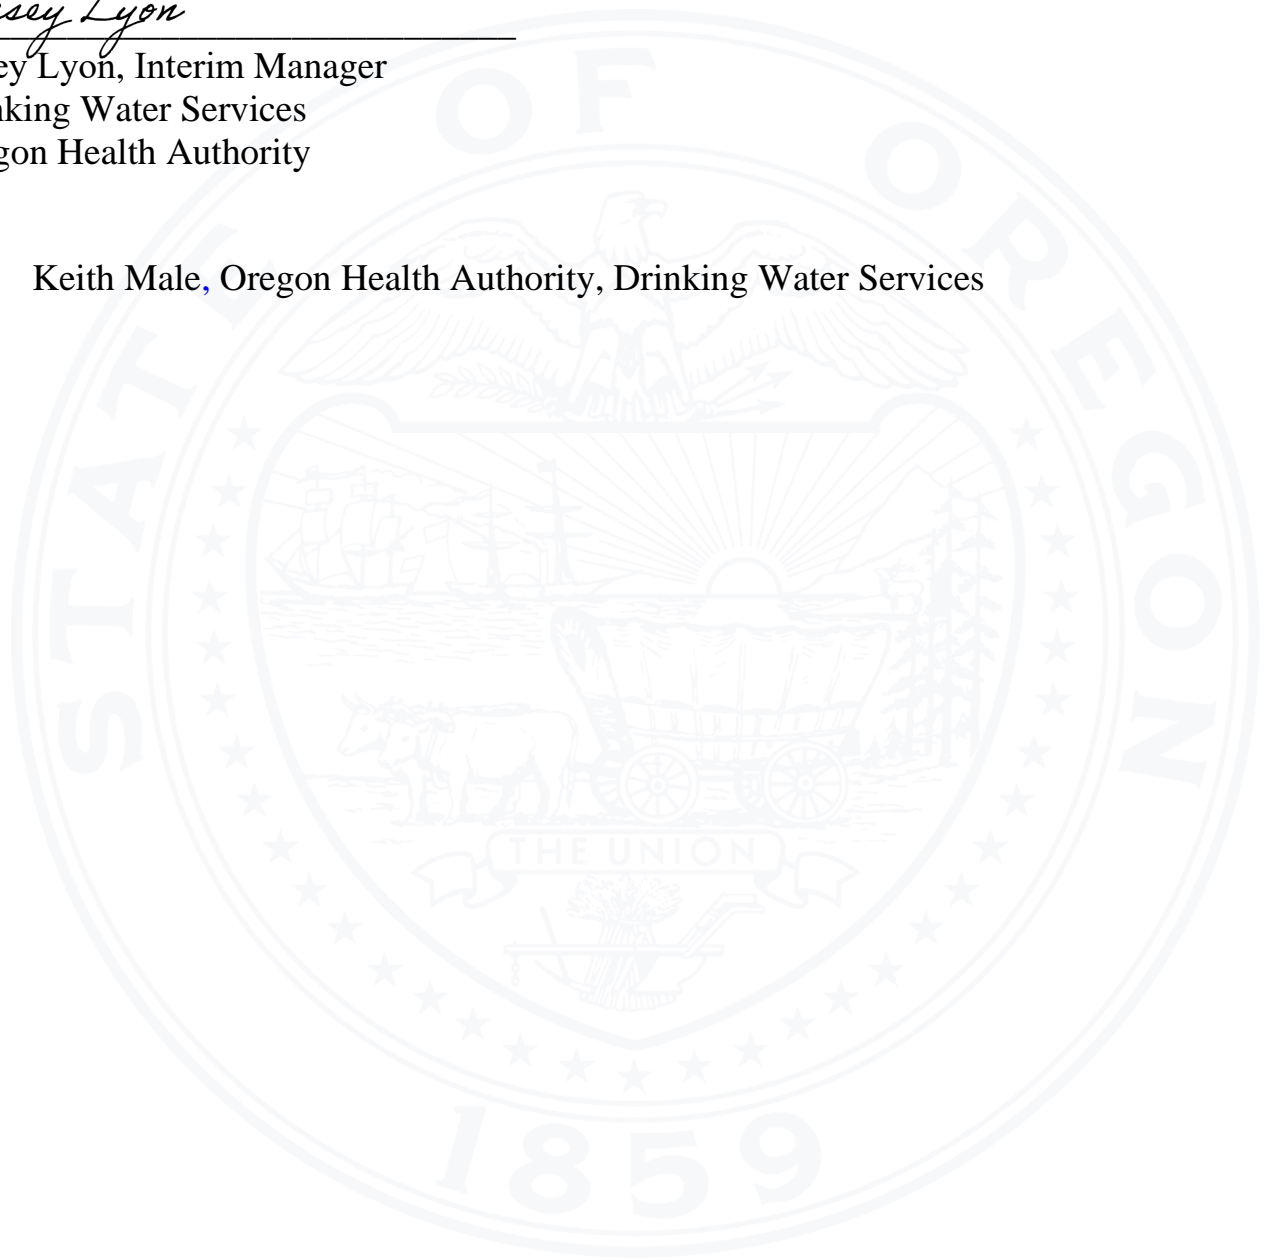 sey Lyon
ey Lyon, Interim Manager
nking Water Services
gon Health Authority
Keith Male, Oregon Health Authority, Drinking Water Services
STATE OF OREGON
THE UNION
1859